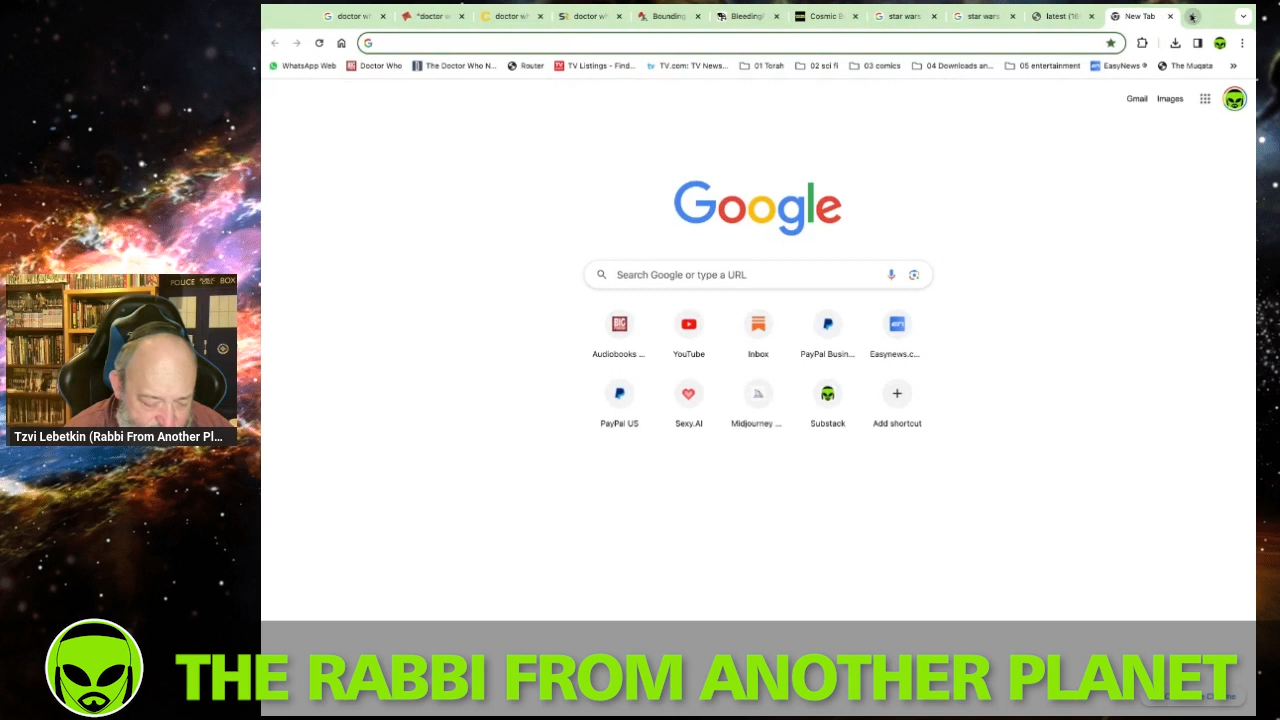 doctor wh
"doctor w
doctor wh
doctor wh
Bounding
Bleeding
Cosmic B
star wars
star wars
latest (16
New Tab
WhatsApp Web
Doctor Who
The Doctor Who N...
Router
TV Listings - Find...
TV.com: TV News...
01 Torah
02 sci fi
03 comics
04 Downloads an...
05 entertainment
EasyNews ®
The Muqata
»
Gmail Images
Google
Search Google or type a URL
Audiobooks ...
YouTube
Inbox
PayPal Busin...
Easynews.c...
PayPal US
Sexy.AI
Midjourney ...
Substack
Add shortcut
POLICE BOX
Tzvi Lebetkin (Rabbi From Another Pl...
THE RABBI FROM ANOTHER PLANET